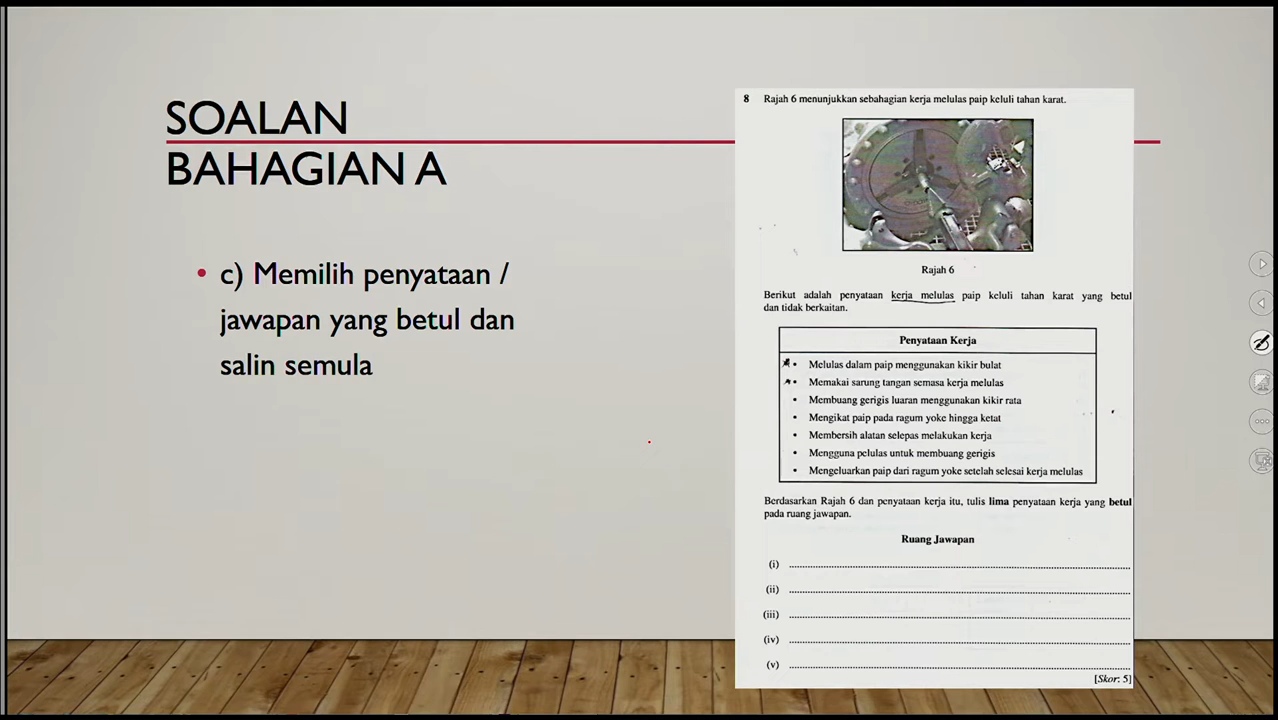 SOALAN
BAHAGIAN A
• c) Memilih penyataan /
jawapan yang betul dan
salin semula
8 Rajah 6 menunjukkan sebahagian kerja melulas paip keluli tahan karat.
Rajah 6
Berikut adalah penyataan kerja melulas paip keluli tahan karat yang betul
dan tidak berkaitan.
Penyataan Kerja
• Melulas dalam paip menggunakan kikir bulat
• Memakai sarung tangan semasa kerja melulas
• Membuang gerigis luaran menggunakan kikir rata
• Mengikat paip pada ragum yoke hingga ketat
• Membersih alatan selepas melakukan kerja
• Mengguna pelulas untuk membuang gerigis
• Mengeluarkan paip dari ragum yoke setelah selesai kerja melulas
Berdasarkan Rajah 6 dan penyataan kerja itu, tulis lima penyataan kerja yang betul
pada ruang jawapan.
Ruang Jawapan
(i)
(ii)
(iii)
(iv)
(v)
[Skor: 5]